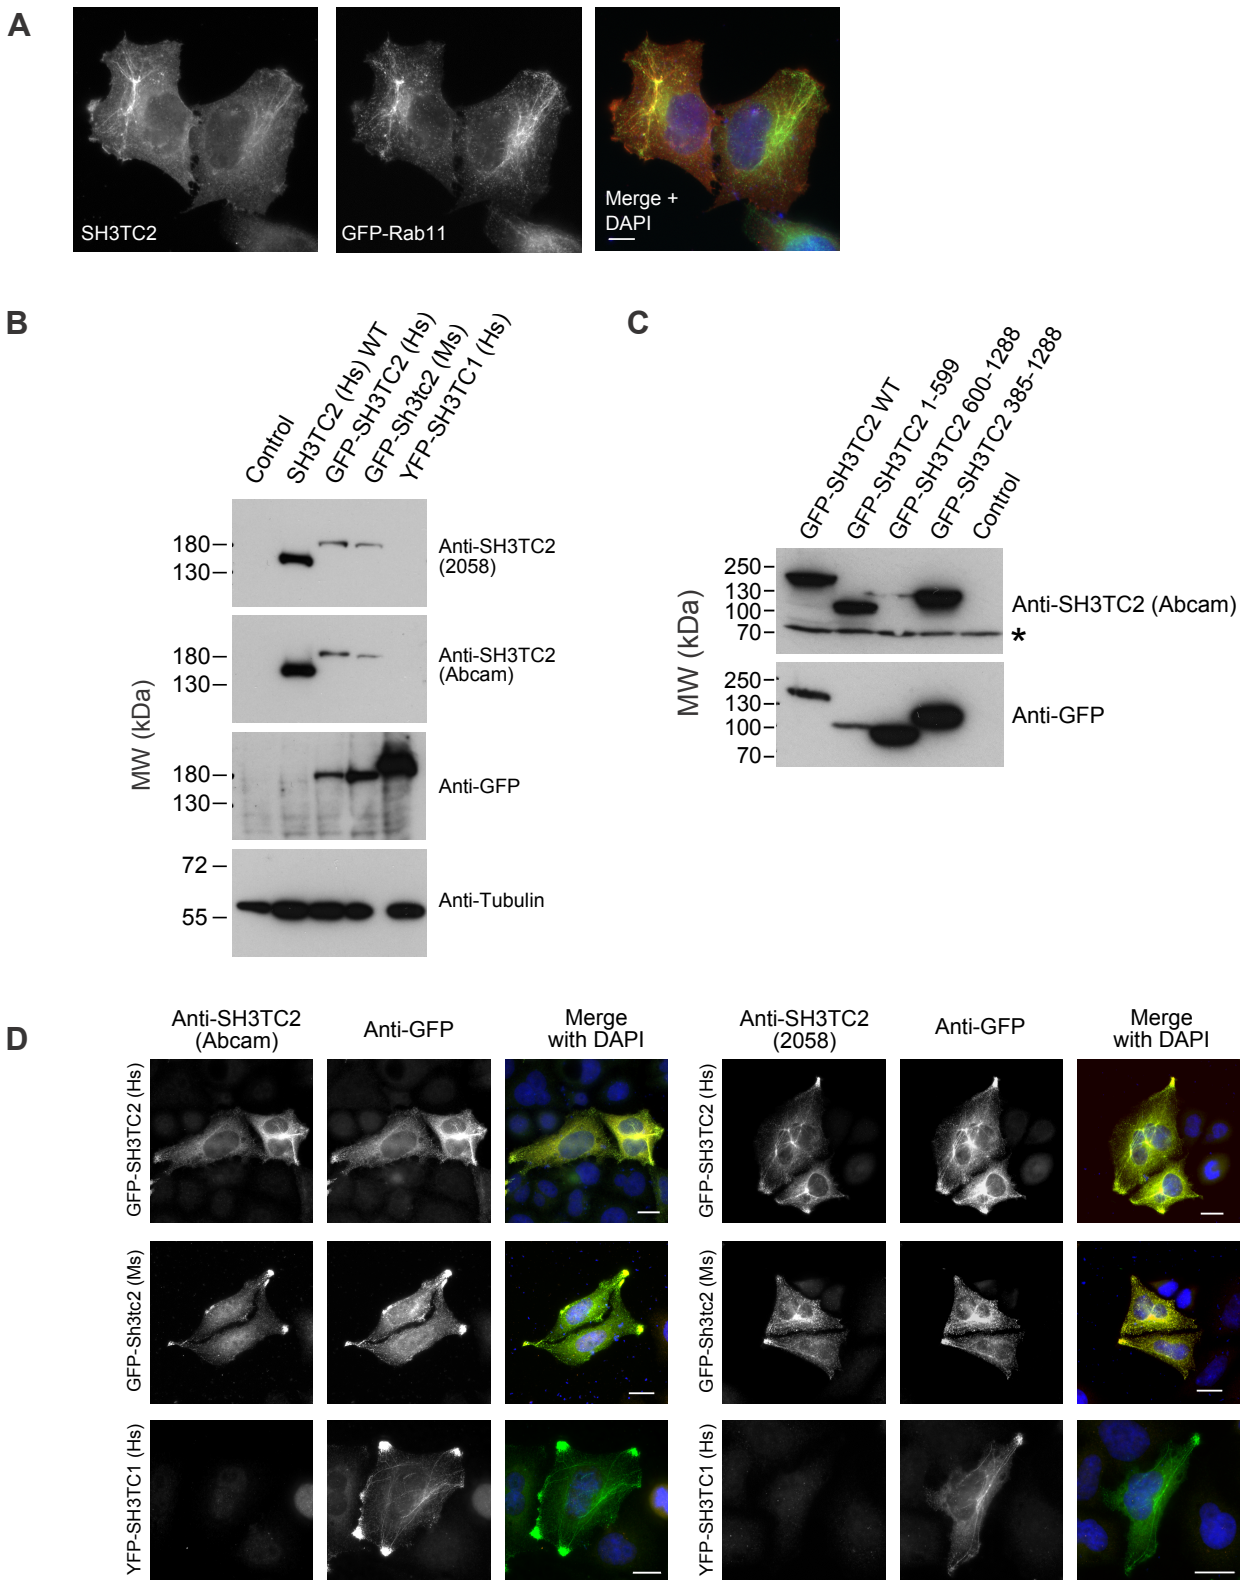 A
SH3TC2
GFP-Rab11
Merge +
DAPI
B
Control
SH3TC2 (Hs) WT
GFP-SH3TC2 (Hs)
GFP-Sh3tc2 (Ms)
YFP-SH3TC1 (Hs)
MW (kDa)
180
130
Anti-SH3TC2
(2058)
180
130
Anti-SH3TC2
(Abcam)
180
130
Anti-GFP
72
55
Anti-Tubulin
C
GFP-SH3TC2 WT
GFP-SH3TC2 1-599
GFP-SH3TC2 600-1288
GFP-SH3TC2 385-1288
Control
MW (kDa)
250
130
100
70
Anti-SH3TC2 (Abcam)
*
250
130
100
70
Anti-GFP
D
Anti-SH3TC2
(Abcam)
Anti-GFP
Merge
with DAPI
Anti-SH3TC2
(2058)
Anti-GFP
Merge
with DAPI
GFP-SH3TC2 (Hs)
GFP-SH3TC2 (Hs)
GFP-Sh3tc2 (Ms)
GFP-Sh3tc2 (Ms)
YFP-SH3TC1 (Hs)
YFP-SH3TC1 (Hs)